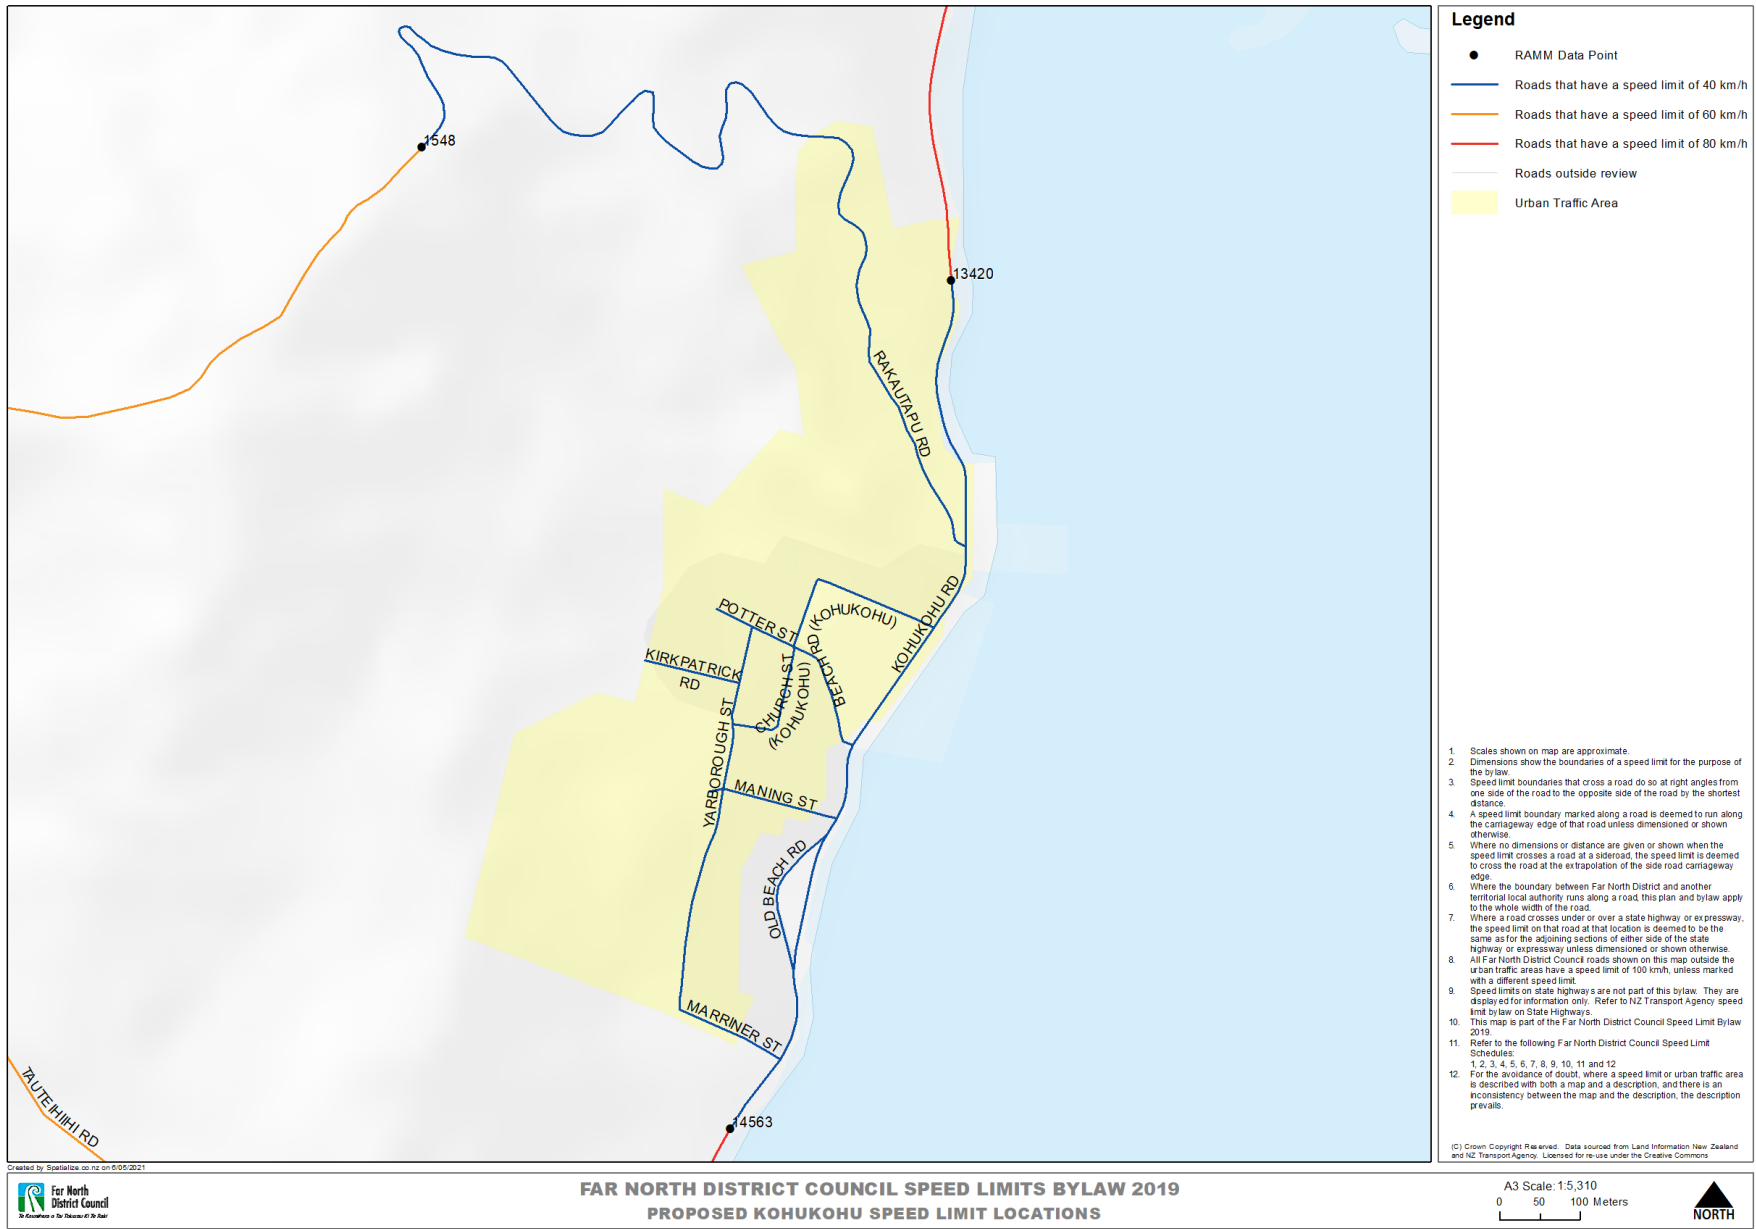 1548
13420
RAKAUTAPU RD
POTTER ST
BEACH RD (KOHUKOHU)
KOHUKOHU RD
KIRKPATRICK
RD
CHURCH ST
(KOHUKOHU)
YARBOROUGH ST
MANING ST
OLD BEACH RD
MARRINER ST
TAUTEIHIIHI RD
14563
Legend
RAMM Data Point
Roads that have a speed limit of 40 km/h
Roads that have a speed limit of 60 km/h
Roads that have a speed limit of 80 km/h
Roads outside review
Urban Traffic Area
1. Scales shown on map are approximate.
2. Dimensions show the boundaries of a speed limit for the purpose of
the bylaw.
3. Speed limit boundaries that cross a road do so at right angles from
one side of the road to the opposite side of the road by the shortest
distance.
4. A speed limit boundary marked along a road is deemed to run along
the carriageway edge of that road unless dimensioned or shown
otherwise.
5. Where no dimensions or distance are given or shown when the
speed limit crosses a road at a sideroad, the speed limit is deemed
to cross the road at the extrapolation of the side road carriageway
edge.
6. Where the boundary between Far North District and another
territorial local authority runs along a road, this plan and bylaw apply
to the whole width of the road.
7. Where a road crosses under or over a state highway or expressway,
the speed limit on that road at that location is deemed to be the
same as for the adjoining sections of either side of the state
highway or expressway unless dimensioned or shown otherwise.
8. All Far North District Council roads shown on this map outside the
urban traffic areas have a speed limit of 100 km/h, unless marked
with a different speed limit.
9. Speed limits on state highways are not part of this bylaw. They are
displayed for information only. Refer to NZ Transport Agency speed
limit bylaw on State Highways.
10. This map is part of the Far North District Council Speed Limit Bylaw
2019.
11. Refer to the following Far North District Council Speed Limit
Schedules:
1, 2, 3, 4, 5, 6, 7, 8, 9, 10, 11 and 12
12. For the avoidance of doubt, where a speed limit or urban traffic area
is described with both a map and a description, and there is an
inconsistency between the map and the description, the description
prevails.
(C) Crown Copyright Reserved. Data sourced from Land Information New Zealand
and NZ Transport Agency. Licensed for re-use under the Creative Commons
Created by Spatialize.co.nz on 6/05/2021
Far North
District Council
Te Kaunihera o Tai Tokerau Ki Te Raki
FAR NORTH DISTRICT COUNCIL SPEED LIMITS BYLAW 2019
PROPOSED KOHUKOHU SPEED LIMIT LOCATIONS
A3 Scale: 1:5,310
0 50 100 Meters
NORTH